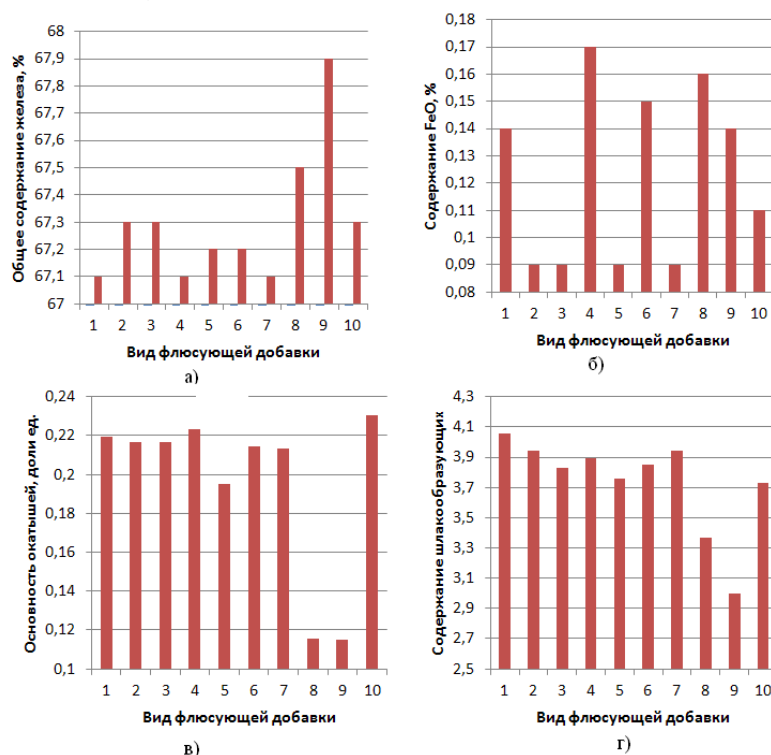 Общее содержание железа, %
68
67,9
67,8
67,7
67,6
67,5
67,4
67,3
67,2
67,1
67
1 2 3 4 5 6 7 8 9 10
Вид флюсующей добавки
а)
Содержание FeO, %
0,18
0,17
0,16
0,15
0,14
0,13
0,12
0,11
0,1
0,09
0,08
1 2 3 4 5 6 7 8 9 10
Вид флюсующей добавки
б)
Основность окатышей, доли ед.
0,24
0,22
0,2
0,18
0,16
0,14
0,12
0,1
1 2 3 4 5 6 7 8 9 10
Вид флюсующей добавки
в)
Содержание шлакообразующих
4,3
4,1
3,9
3,7
3,5
3,3
3,1
2,9
2,7
2,5
1 2 3 4 5 6 7 8 9 10
Вид флюсующей добавки
г)